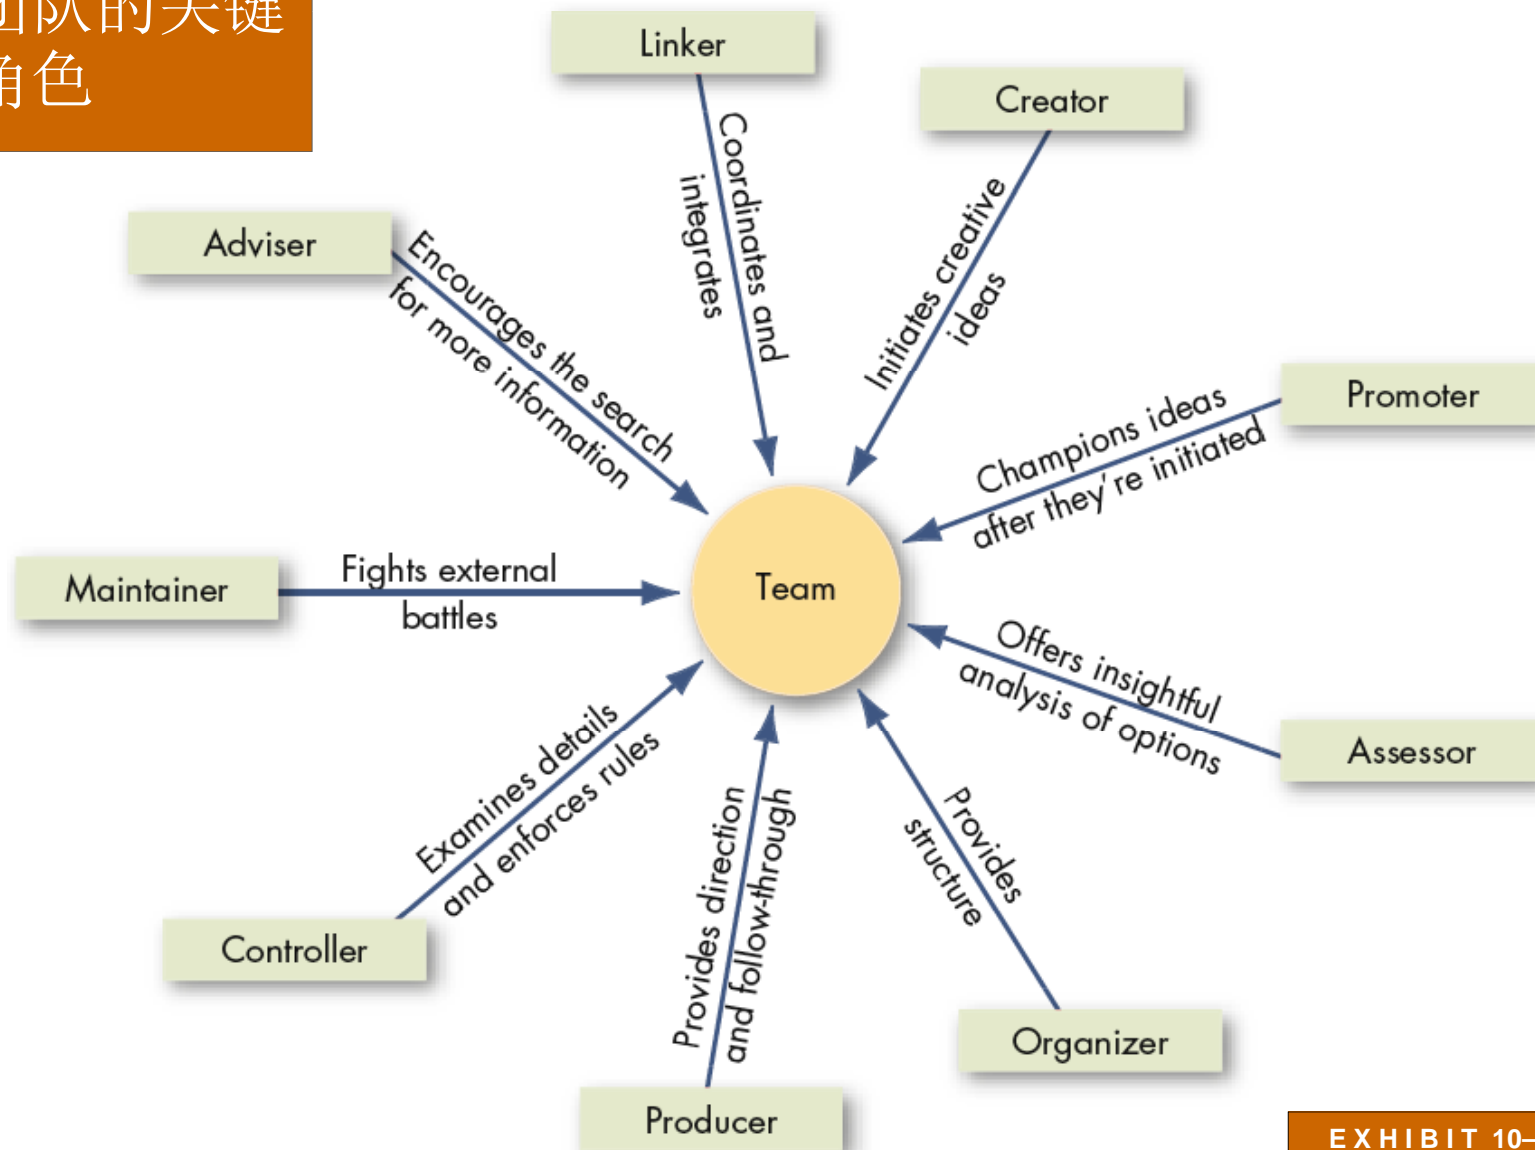 团队的关键
角色
Linker
Creator
Coordinates and
integrates
Initiates creative
ideas
Adviser
Encourages the search
for more information
Promoter
Champions ideas
after they're initiated
Maintainer
Fights external
battles
Team
Offers insightful
analysis of options
Assessor
Examines details
and enforces rules
Controller
Provides direction
and follow-through
Producer
Provides
structure
Organizer
EXHIBIT 10–